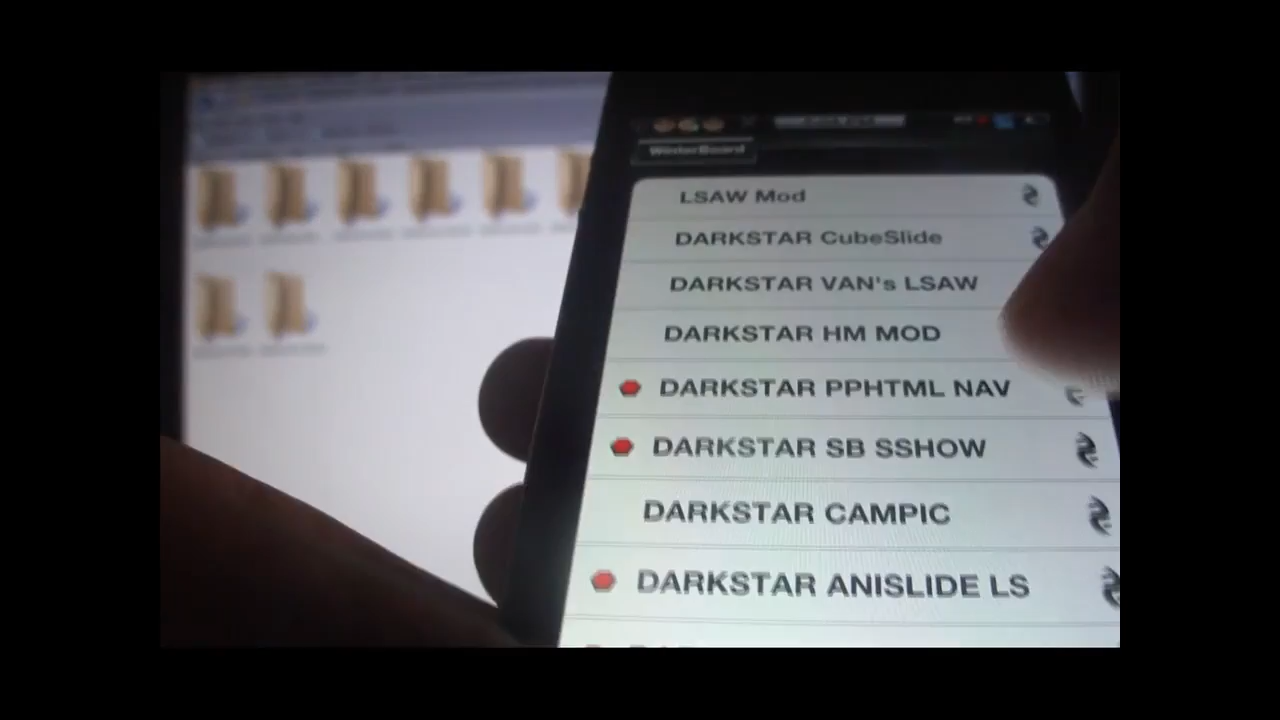 WinterBoard
LSAW Mod
DARKSTAR CubeSlide
DARKSTAR VAN's LSAW
DARKSTAR HM MOD
DARKSTAR PPHTML NAV
DARKSTAR SB SSHOW
DARKSTAR CAMPIC
DARKSTAR ANISLIDE LS